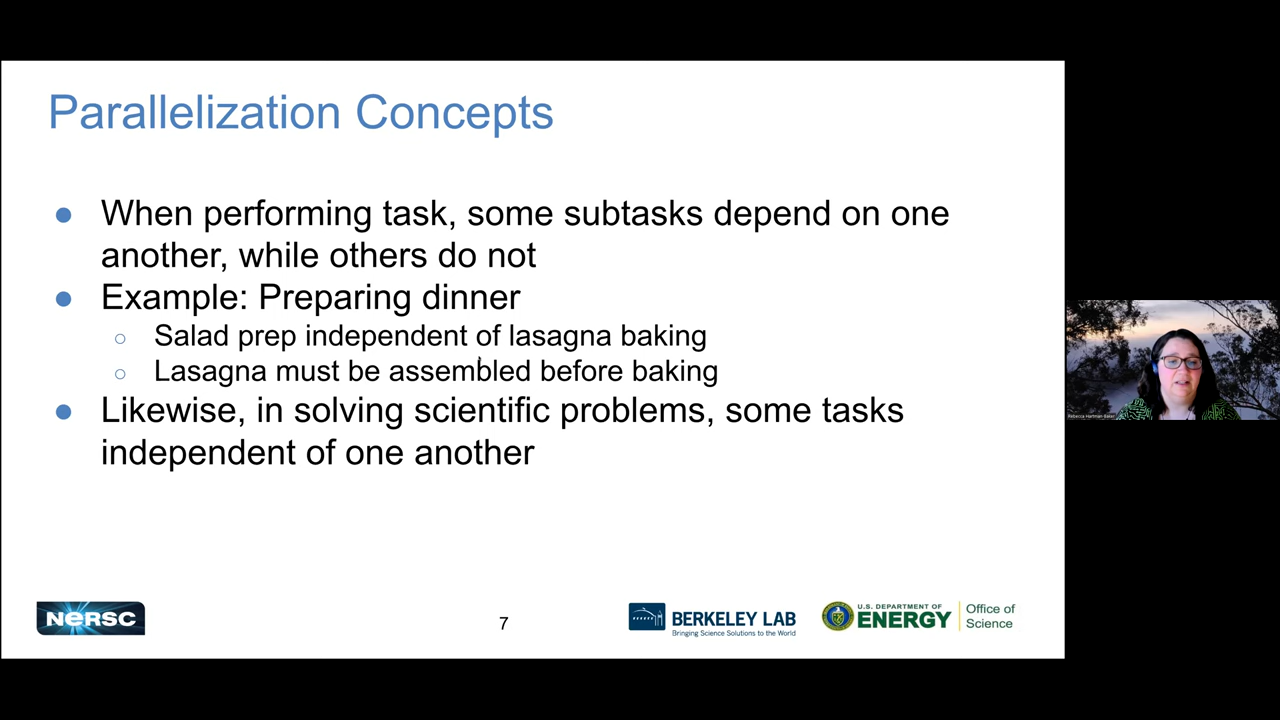 Parallelization Concepts
● When performing task, some subtasks depend on one
another, while others do not
● Example: Preparing dinner
○ Salad prep independent of lasagna baking
○ Lasagna must be assembled before baking
● Likewise, in solving scientific problems, some tasks
independent of one another
NERSC
7
BERKELEY LAB
Bringing Science Solutions to the World
U.S. DEPARTMENT OF
ENERGY
Office of
Science
Rebecca Hartman-Baker